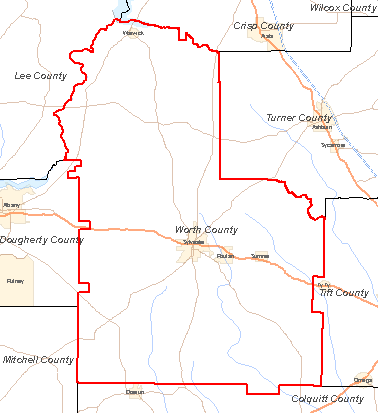 Wilcox County
Crisp County
Warwick
Arabi
Lee County
Turner County
Ashburn
Sycamore
Albany
Worth County
Sylvester
Dougherty County
Poulan
Sumner
Putney
Ty Ty
Tift County
Mitchell County
Omega
Doerun
Colquitt County